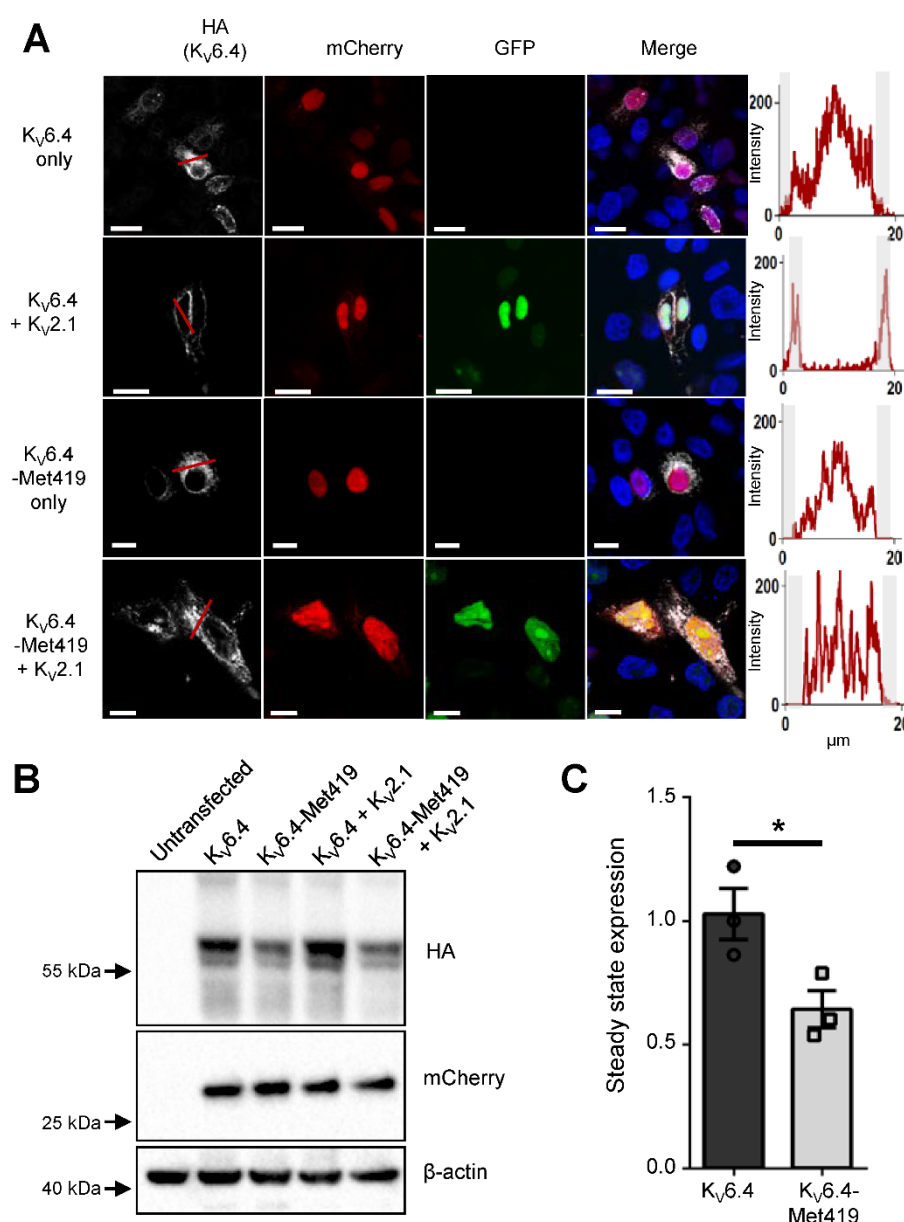 A
HA
(KV6.4)
mCherry
GFP
Merge
KV6.4
only
200
Intensity
0
0
20
KV6.4
+ KV2.1
200
Intensity
0
0
20
KV6.4
-Met419
only
200
Intensity
0
0
20
KV6.4
-Met419
+ KV2.1
200
Intensity
0
0
20
µm
B
Untransfected
KV6.4
KV6.4-Met419
KV6.4 + KV2.1
KV6.4-Met419
+ KV2.1
HA
55 kDa
mCherry
25 kDa
β-actin
40 kDa
C
Steady state expression
1.5
*
1.0
0.5
0.0
KV6.4
KV6.4-
Met419